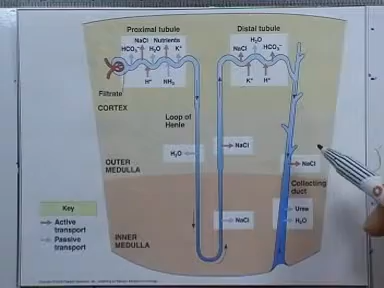 Proximal tubule
NaCl Nutrients
HCO3⁻ H2O K+
H+ NH3
Filtrate
CORTEX
Loop of
Henle
H2O
NaCl
OUTER
MEDULLA
NaCl
INNER
MEDULLA
Distal tubule
H2O
NaCl HCO3⁻
K+ H+
NaCl
Collecting
duct
Urea
H2O
Key
Active
transport
Passive
transport